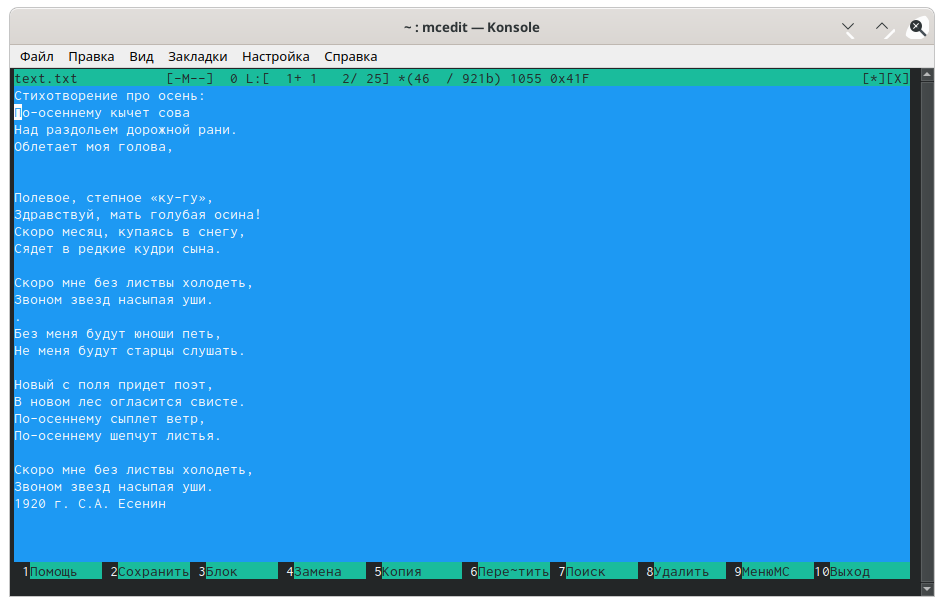 ~ : mcedit — Konsole
Файл Правка Вид Закладки Настройка Справка
text.txt [-M--] 0 L:[ 1+ 1 2/ 25] *(46 / 921b) 1055 0x41F [*][X]
Стихотворение про осень:
По-осеннему кычет сова
Над раздольем дорожной рани.
Облетает моя голова,
Полевое, степное «ку-гу»,
Здравствуй, мать голубая осина!
Скоро месяц, купаясь в снегу,
Сядет в редкие кудри сына.
Скоро мне без листвы холодеть,
Звоном звезд насыпая уши.
.
Без меня будут юноши петь,
Не меня будут старцы слушать.
Новый с поля придет поэт,
В новом лес огласится свисте.
По-осеннему сыплет ветр,
По-осеннему шепчут листья.
Скоро мне без листвы холодеть,
Звоном звезд насыпая уши.
1920 г. С.А. Есенин
1Помощь 2Сохранить 3Блок 4Замена 5Копия 6Пере~тить 7Поиск 8Удалить 9МенюMC 10Выход